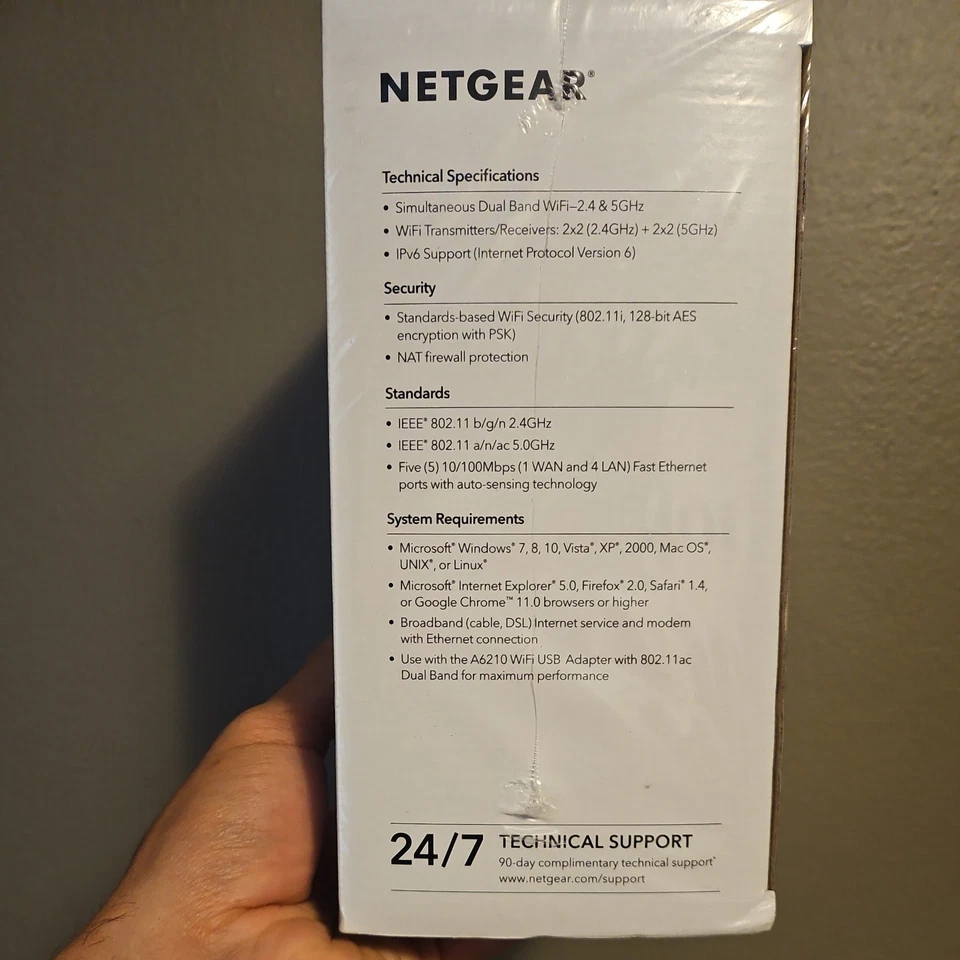 NETGEAR®
Technical Specifications
• Simultaneous Dual Band WiFi–2.4 & 5GHz
• WiFi Transmitters/Receivers: 2x2 (2.4GHz) + 2x2 (5GHz)
• IPv6 Support (Internet Protocol Version 6)
Security
• Standards-based WiFi Security (802.11i, 128-bit AES
encryption with PSK)
• NAT firewall protection
Standards
• IEEE® 802.11 b/g/n 2.4GHz
• IEEE® 802.11 a/n/ac 5.0GHz
• Five (5) 10/100Mbps (1 WAN and 4 LAN) Fast Ethernet
ports with auto-sensing technology
System Requirements
• Microsoft® Windows® 7, 8, 10, Vista®, XP®, 2000, Mac OS®,
UNIX®, or Linux®
• Microsoft® Internet Explorer® 5.0, Firefox® 2.0, Safari® 1.4,
or Google Chrome™ 11.0 browsers or higher
• Broadband (cable, DSL) Internet service and modem
with Ethernet connection
• Use with the A6210 WiFi USB Adapter with 802.11ac
Dual Band for maximum performance
24/7 TECHNICAL SUPPORT
90-day complimentary technical support*
www.netgear.com/support